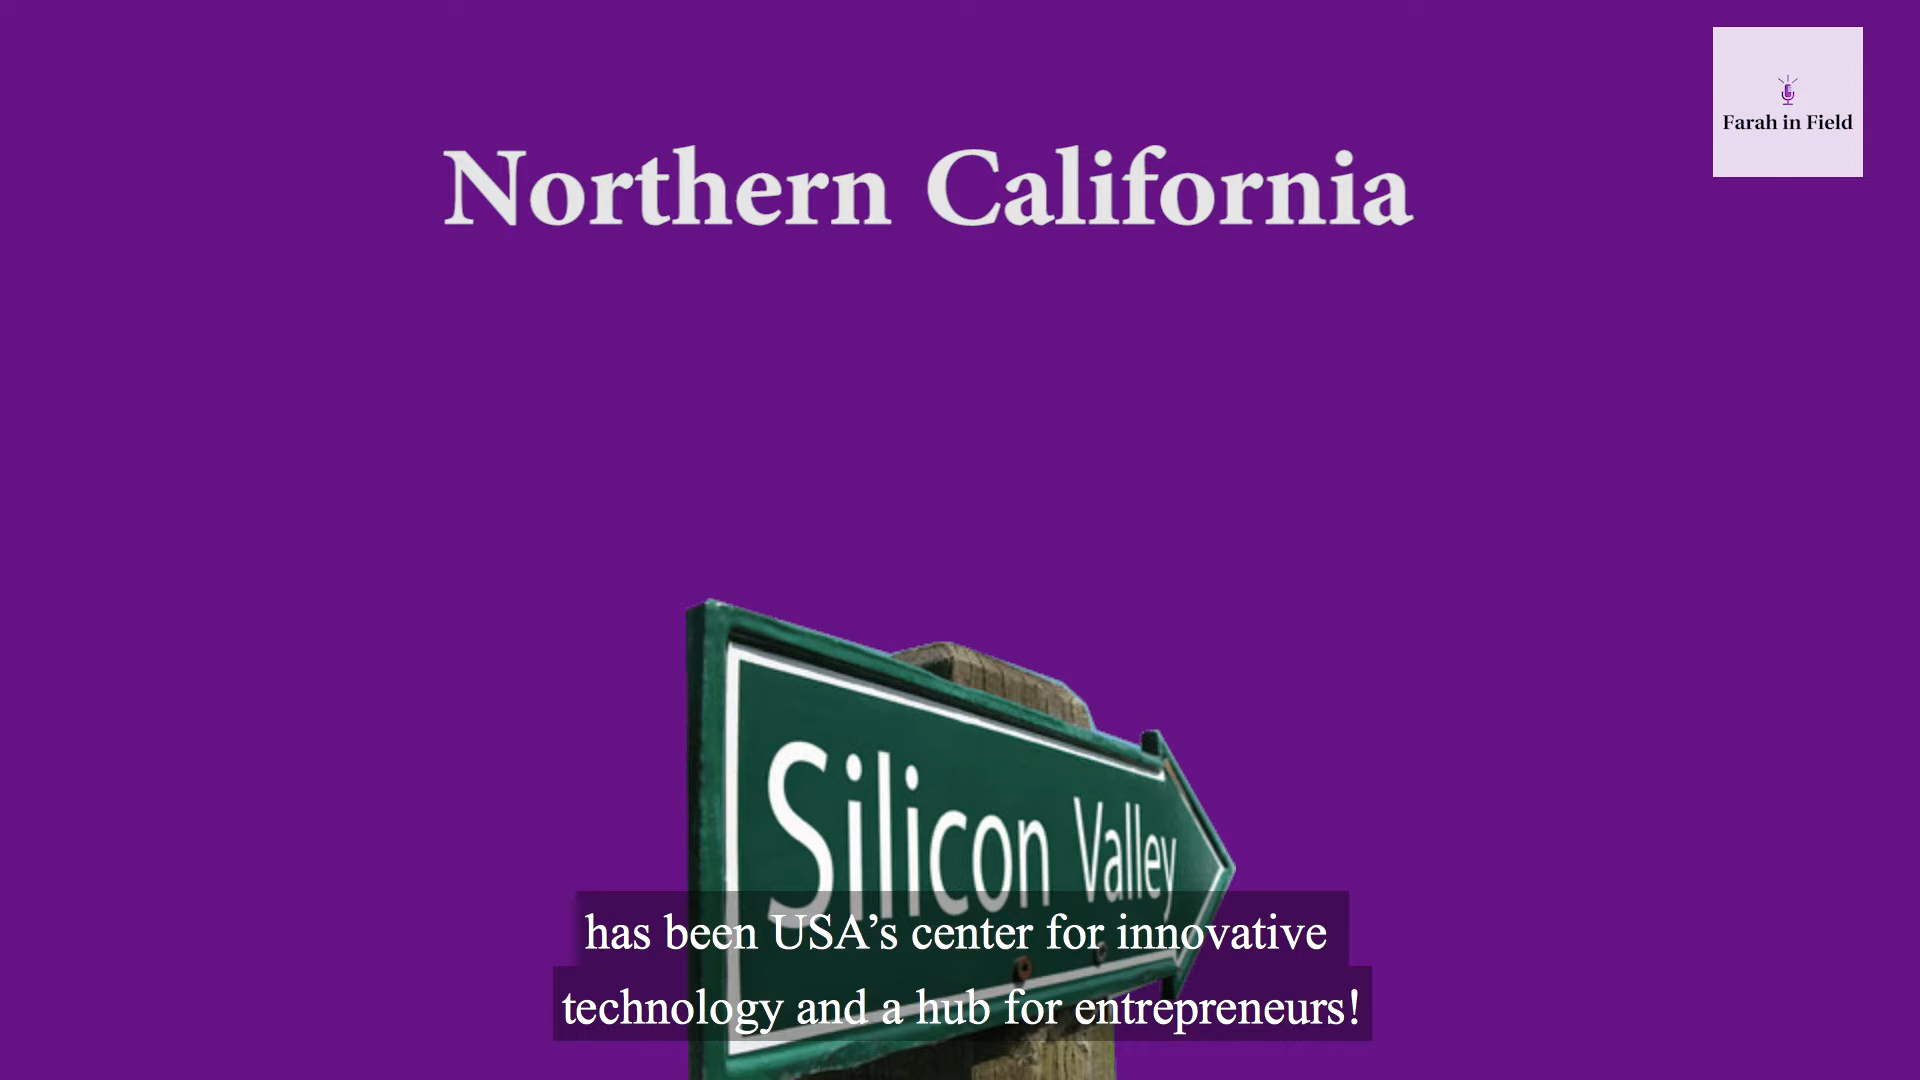 Farah in Field
Northern California
Silicon Valley
has been USA’s center for innovative
technology and a hub for entrepreneurs!